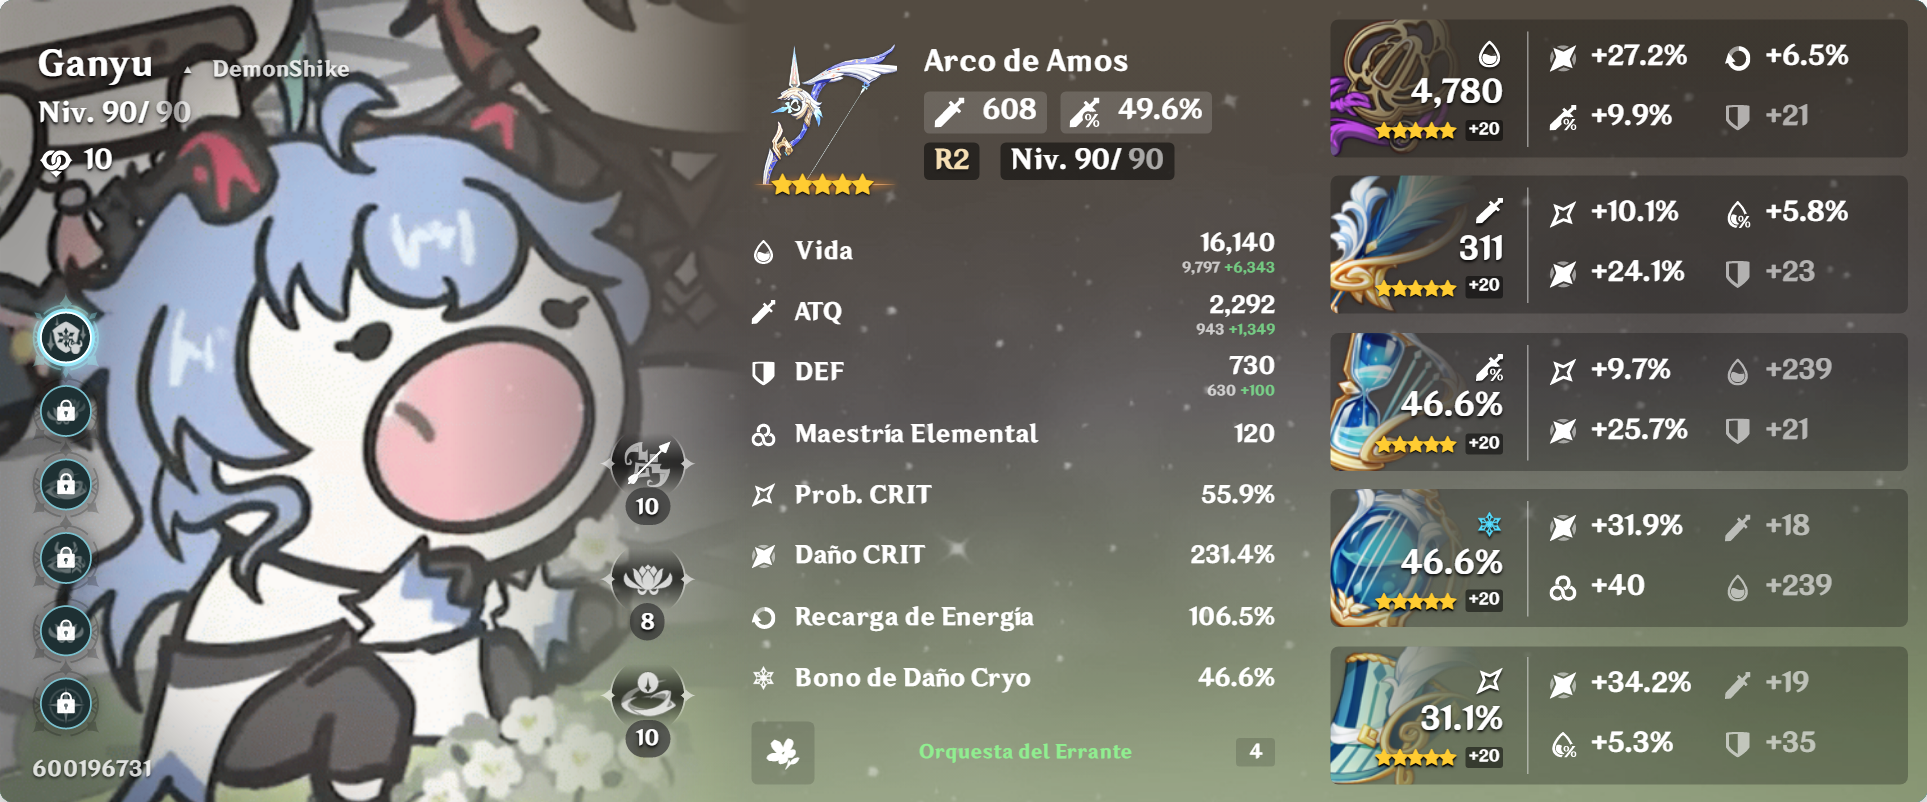 Ganyu DemonShike
Niv. 90/ 90
10
10
8
10
600196731
Arco de Amos
608 49.6%
R2 Niv. 90/ 90
Vida 16,140
9,797 +6,343
ATQ 2,292
943 +1,349
DEF 730
630 +100
Maestría Elemental 120
Prob. CRIT 55.9%
Daño CRIT 231.4%
Recarga de Energía 106.5%
Bono de Daño Cryo 46.6%
Orquesta del Errante 4
4,780
+20
+27.2% +6.5%
+9.9% +21
311
+20
+10.1% +5.8%
+24.1% +23
46.6%
+20
+9.7% +239
+25.7% +21
46.6%
+20
+31.9% +18
+40 +239
31.1%
+20
+34.2% +19
+5.3% +35